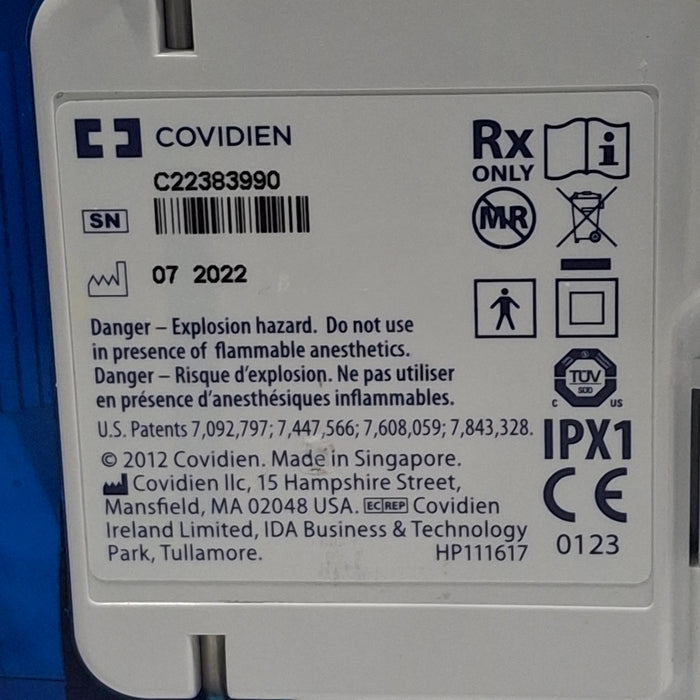 COVIDIEN
C22383990
SN
07 2022
Rx
ONLY
i
MR
Danger – Explosion hazard. Do not use
in presence of flammable anesthetics.
Danger – Risque d'explosion. Ne pas utiliser
en présence d'anesthésiques inflammables.
U.S. Patents 7,092,797; 7,447,566; 7,608,059; 7,843,328.
© 2012 Covidien. Made in Singapore.
Covidien llc, 15 Hampshire Street,
Mansfield, MA 02048 USA. EC REP Covidien
Ireland Limited, IDA Business & Technology
Park, Tullamore. HP111617
TÜV
SÜD
C US
IPX1
CE
0123